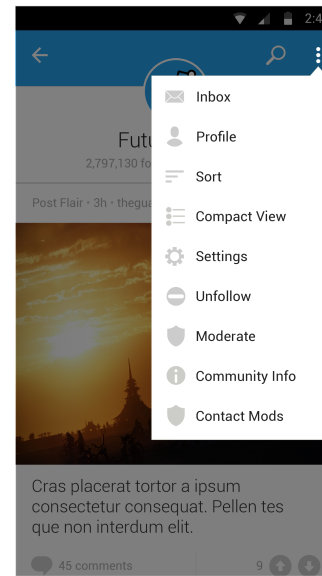 2:4
Inbox
Futu
2,797,130 fo
Profile
Sort
Post Flair • 3h • thegua
Compact View
Settings
Unfollow
Moderate
Community Info
Contact Mods
Cras placerat tortor a ipsum
consectetur consequat. Pellen tes
que non interdum elit.
45 comments
9